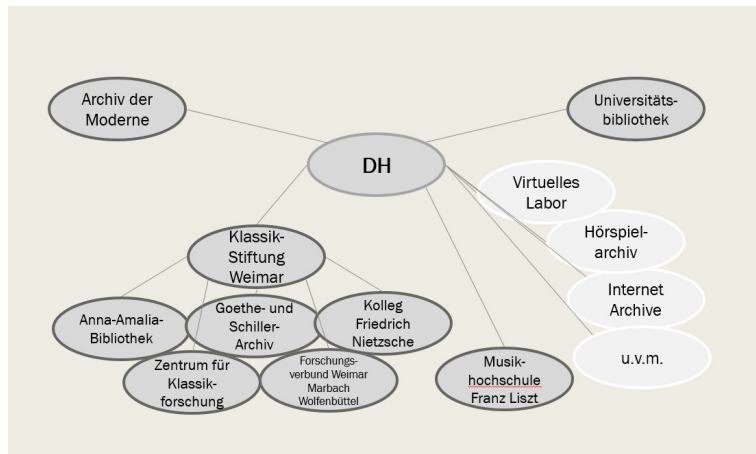 Archiv der
Moderne
Universitäts-
bibliothek
DH
Virtuelles
Labor
Hörspiel-
archiv
Internet
Archive
u.v.m.
Klassik-
Stiftung
Weimar
Anna-Amalia-
Bibliothek
Goethe- und
Schiller-
Archiv
Kolleg
Friedrich
Nietzsche
Zentrum für
Klassik-
forschung
Forschungs-
verbund Weimar
Marbach
Wolfenbüttel
Musik-
hochschule
Franz Liszt